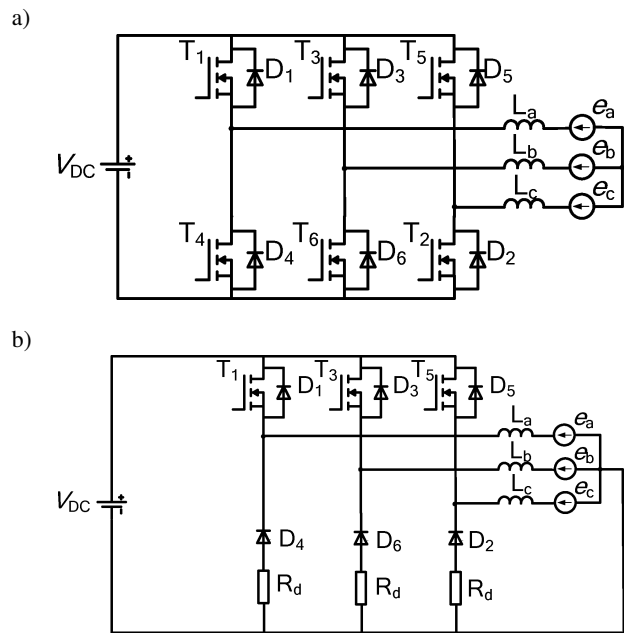 a)
T1 D1 T3 D3 T5 D5
La ea
Lb eb
VDC + -
Lc ec
T4 D4 T6 D6 T2 D2
b)
T1 D1 T3 D3 T5 D5
La ea
Lb eb
Lc ec
VDC + -
D4 D6 D2
Rd Rd Rd